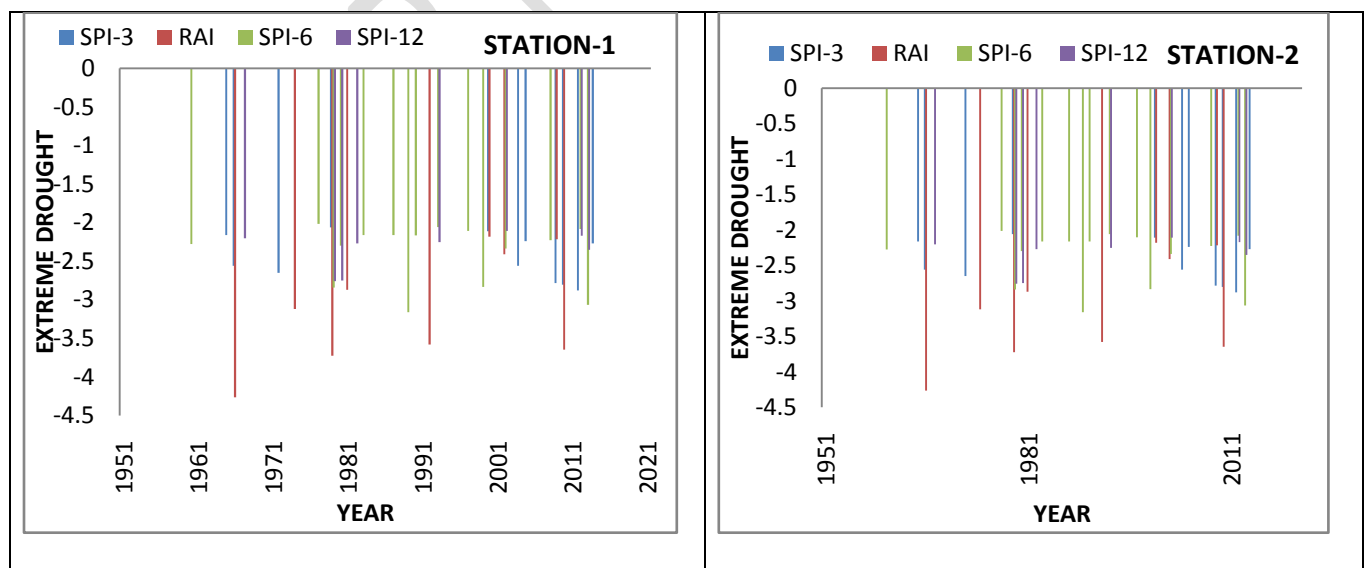 SPI-3 RAI SPI-6 SPI-12 STATION-1
0
-0.5
-1
-1.5
-2
-2.5
-3
-3.5
-4
-4.5
EXTREME DROUGHT
1951 1961 1971 1981 1991 2001 2011 2021
YEAR
SPI-3 RAI SPI-6 SPI-12 STATION-2
0
-0.5
-1
-1.5
-2
-2.5
-3
-3.5
-4
-4.5
EXTREME DROUGHT
1951 1981 2011
YEAR